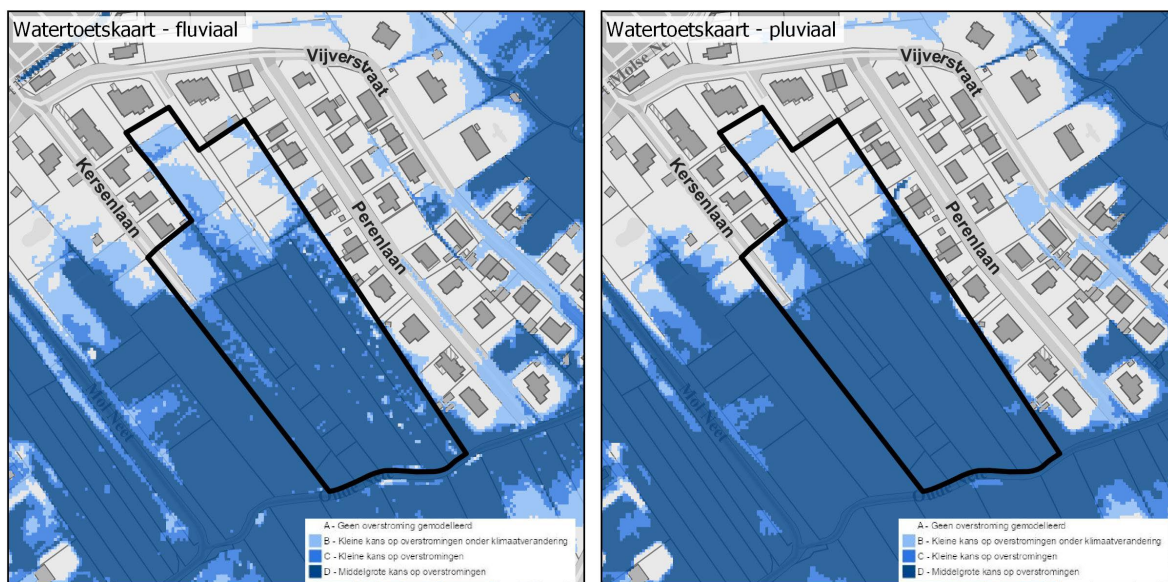 Watertoetskaart - fluviaal
Vijverstraat
Kersenlaan
Perenlaan
Mol Neet
A - Geen overstroming gemodelleerd
B - Kleine kans op overstromingen onder klimaatverandering
C - Kleine kans op overstromingen
D - Middelgrote kans op overstromingen
Watertoetskaart - pluviaal
Molse
Vijverstraat
Kersenlaan
Perenlaan
Mol Neet
A - Geen overstroming gemodelleerd
B - Kleine kans op overstromingen onder klimaatverandering
C - Kleine kans op overstromingen
D - Middelgrote kans op overstromingen